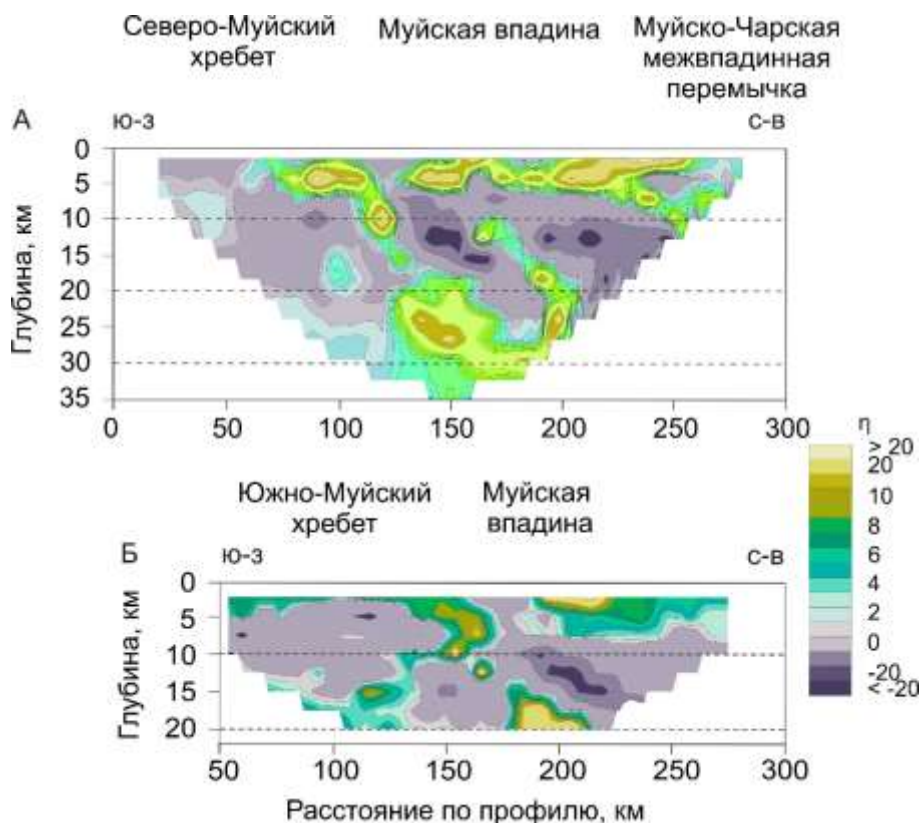 Северо-Муйский хребет
Муйская впадина
Муйско-Чарская межвпадинная перемычка
А
ю-з
с-в
Глубина, км
0
5
10
15
20
25
30
35
0
50
100
150
200
250
300
η
> 20
20
10
8
6
4
2
0
-20
< -20
Южно-Муйский хребет
Муйская впадина
Б
ю-з
с-в
Глубина, км
0
5
10
15
20
50
100
150
200
250
300
Расстояние по профилю, км